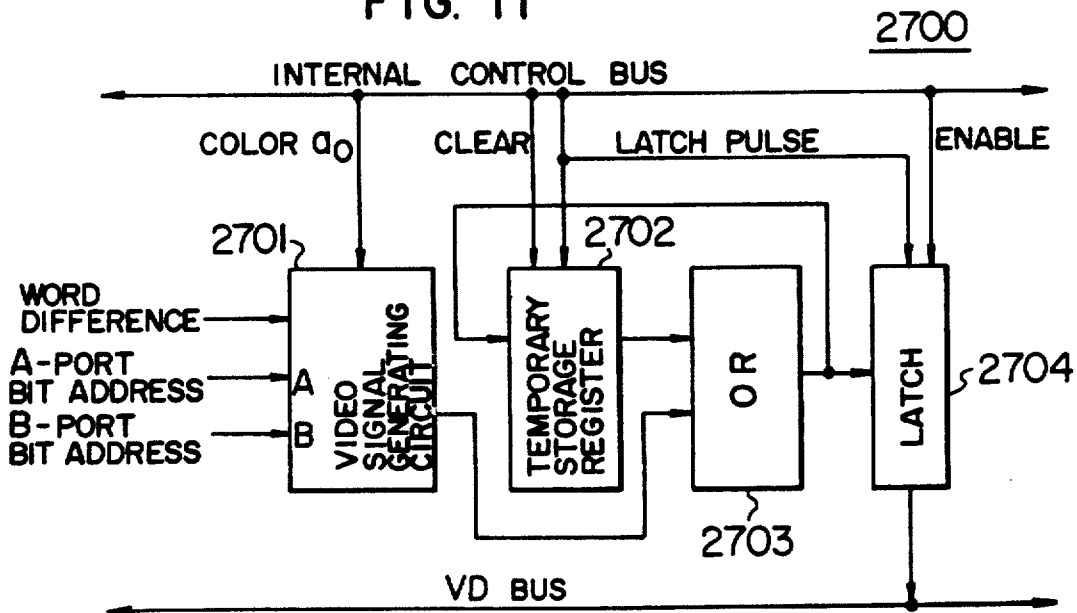 FIG. 11
2700
INTERNAL CONTROL BUS
COLOR a0
CLEAR
LATCH PULSE
ENABLE
2701
2702
WORD
DIFFERENCE
A-PORT
BIT ADDRESS
B-PORT
BIT ADDRESS
A
B
VIDEO
SIGNAL
GENERATING
CIRCUIT
TEMPORARY
STORAGE
REGISTER
OR
LATCH
2704
2703
VD BUS